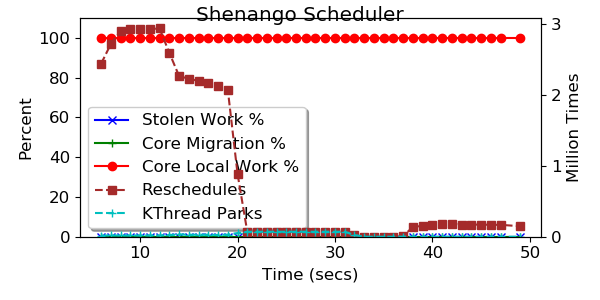 Shenango Scheduler
100
80
60
40
20
0
Percent
3
2
1
0
Million Times
Stolen Work %
Core Migration %
Core Local Work %
Reschedules
KThread Parks
10 20 30 40 50
Time (secs)